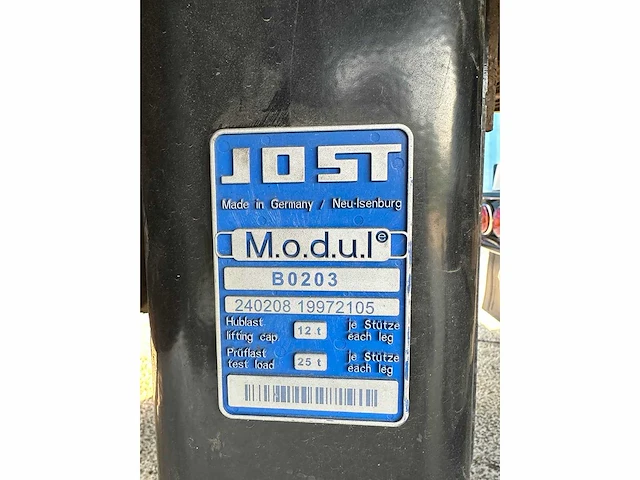 JOST
Made in Germany / Neu-Isenburg
M.o.d.u.l e
B0203
240208 19972105
Hublast je Stütze
lifting cap. 12 t each leg
Prüflast je Stütze
test load 25 t each leg